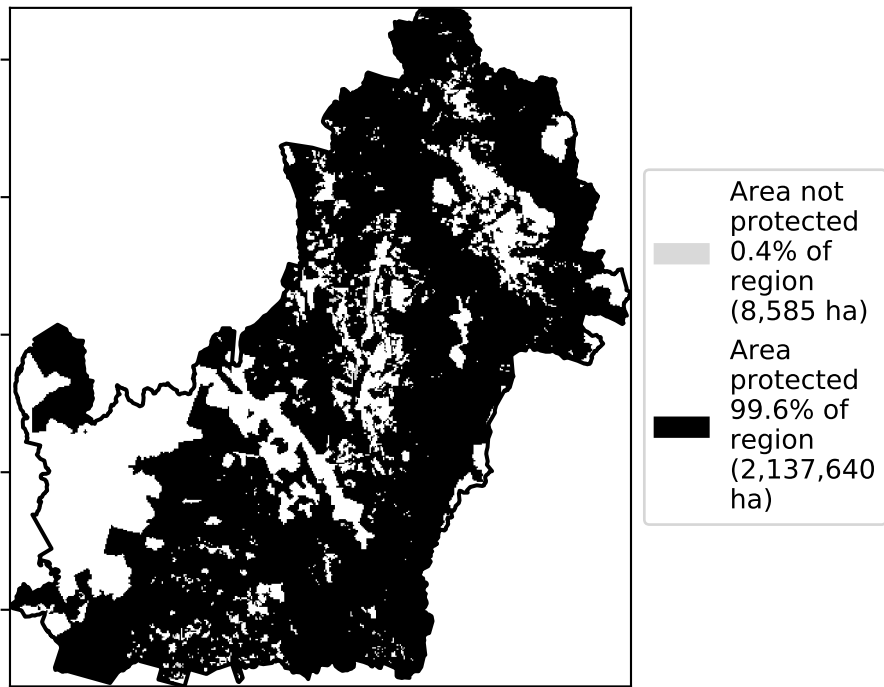 Area not
protected
0.4% of
region
(8,585 ha)
Area
protected
99.6% of
region
(2,137,640
ha)